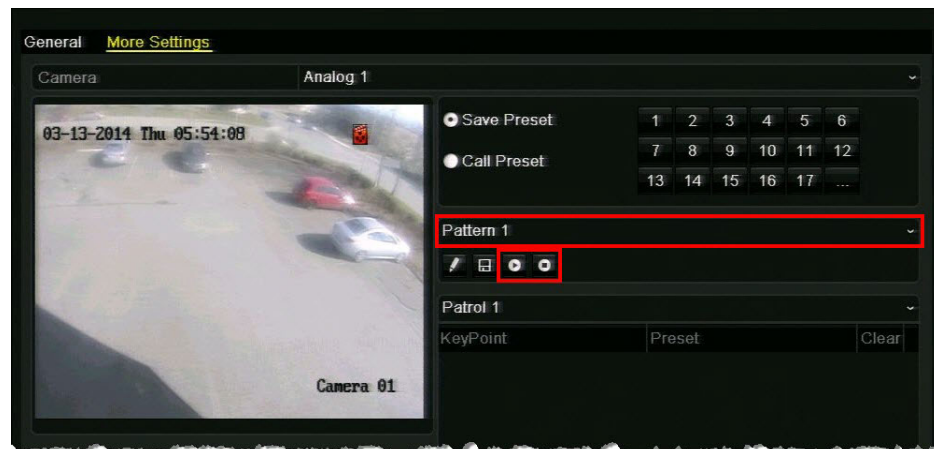 General More Settings
Camera Analog 1
03-13-2014 Thu 05:54:08
Camera 01
Save Preset 1 2 3 4 5 6
Call Preset 7 8 9 10 11 12
13 14 15 16 17 ...
Pattern 1
Patrol 1
KeyPoint Preset Clear